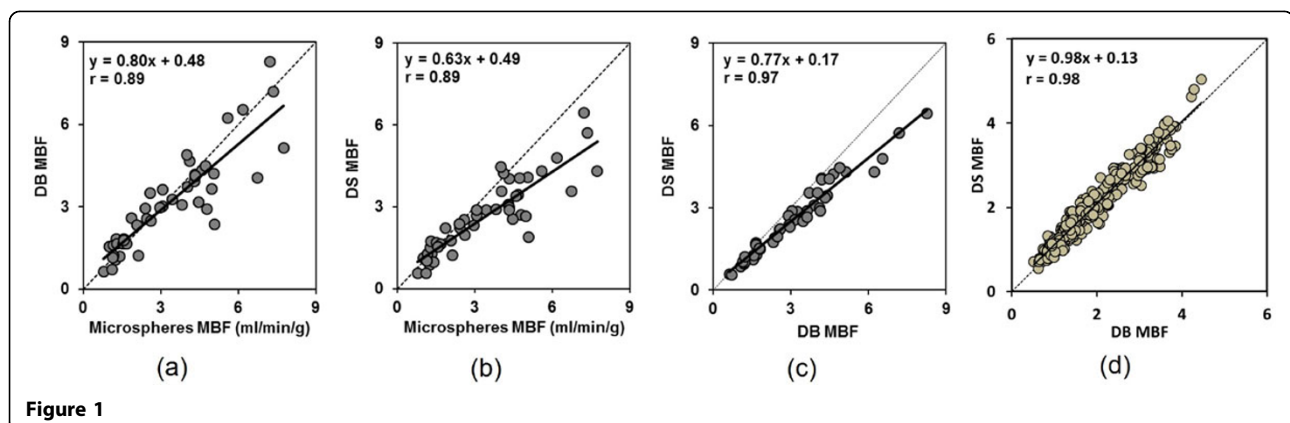 9
y = 0.80x + 0.48
r = 0.89
6
DB MBF
3
0
0 3 6 9
Microspheres MBF (ml/min/g)
(a)
9
y = 0.63x + 0.49
r = 0.89
6
DS MBF
3
0
0 3 6 9
Microspheres MBF (ml/min/g)
(b)
9
y = 0.77x + 0.17
r = 0.97
6
DS MBF
3
0
0 3 6 9
DB MBF
(c)
6
y = 0.98x + 0.13
r = 0.98
4
DS MBF
2
0
0 2 4 6
DB MBF
(d)
Figure 1